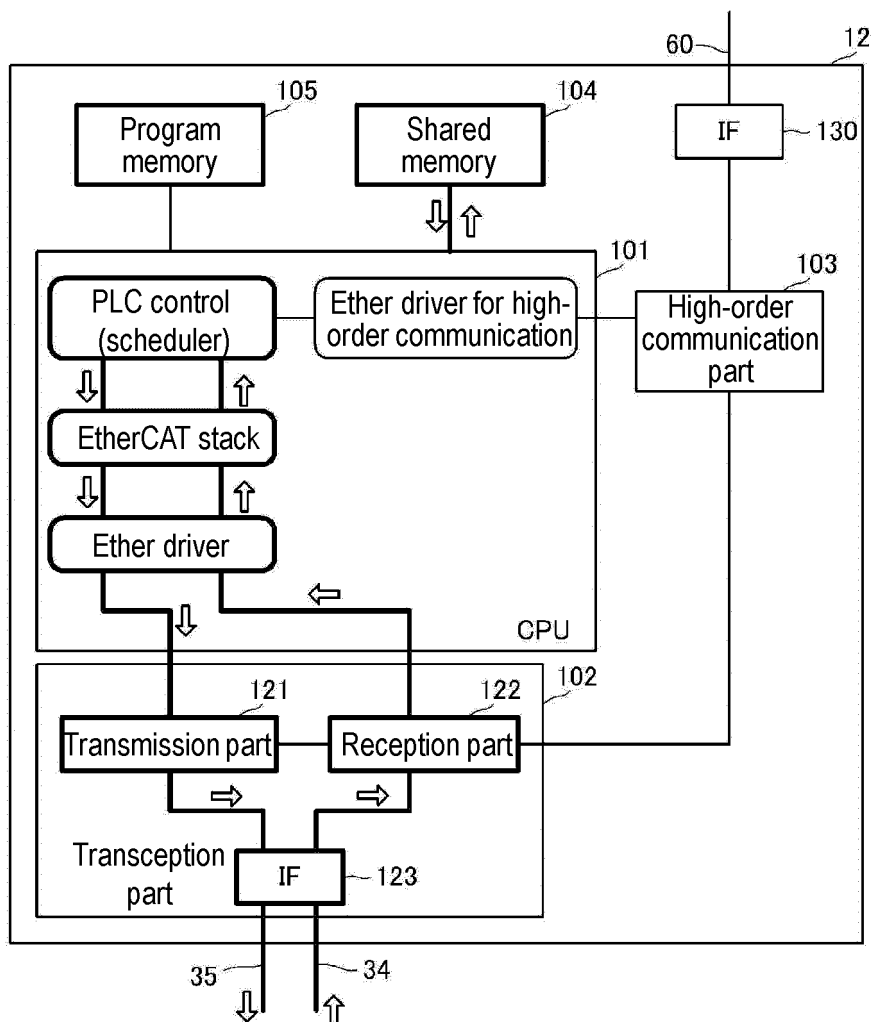 60
12
105
104
Program
memory
Shared
memory
IF
130
101
103
PLC control
(scheduler)
Ether driver for high-
order communication
High-order
communication
part
EtherCAT stack
Ether driver
CPU
102
121
122
Transmission part
Reception part
Transception
part
IF
123
35
34